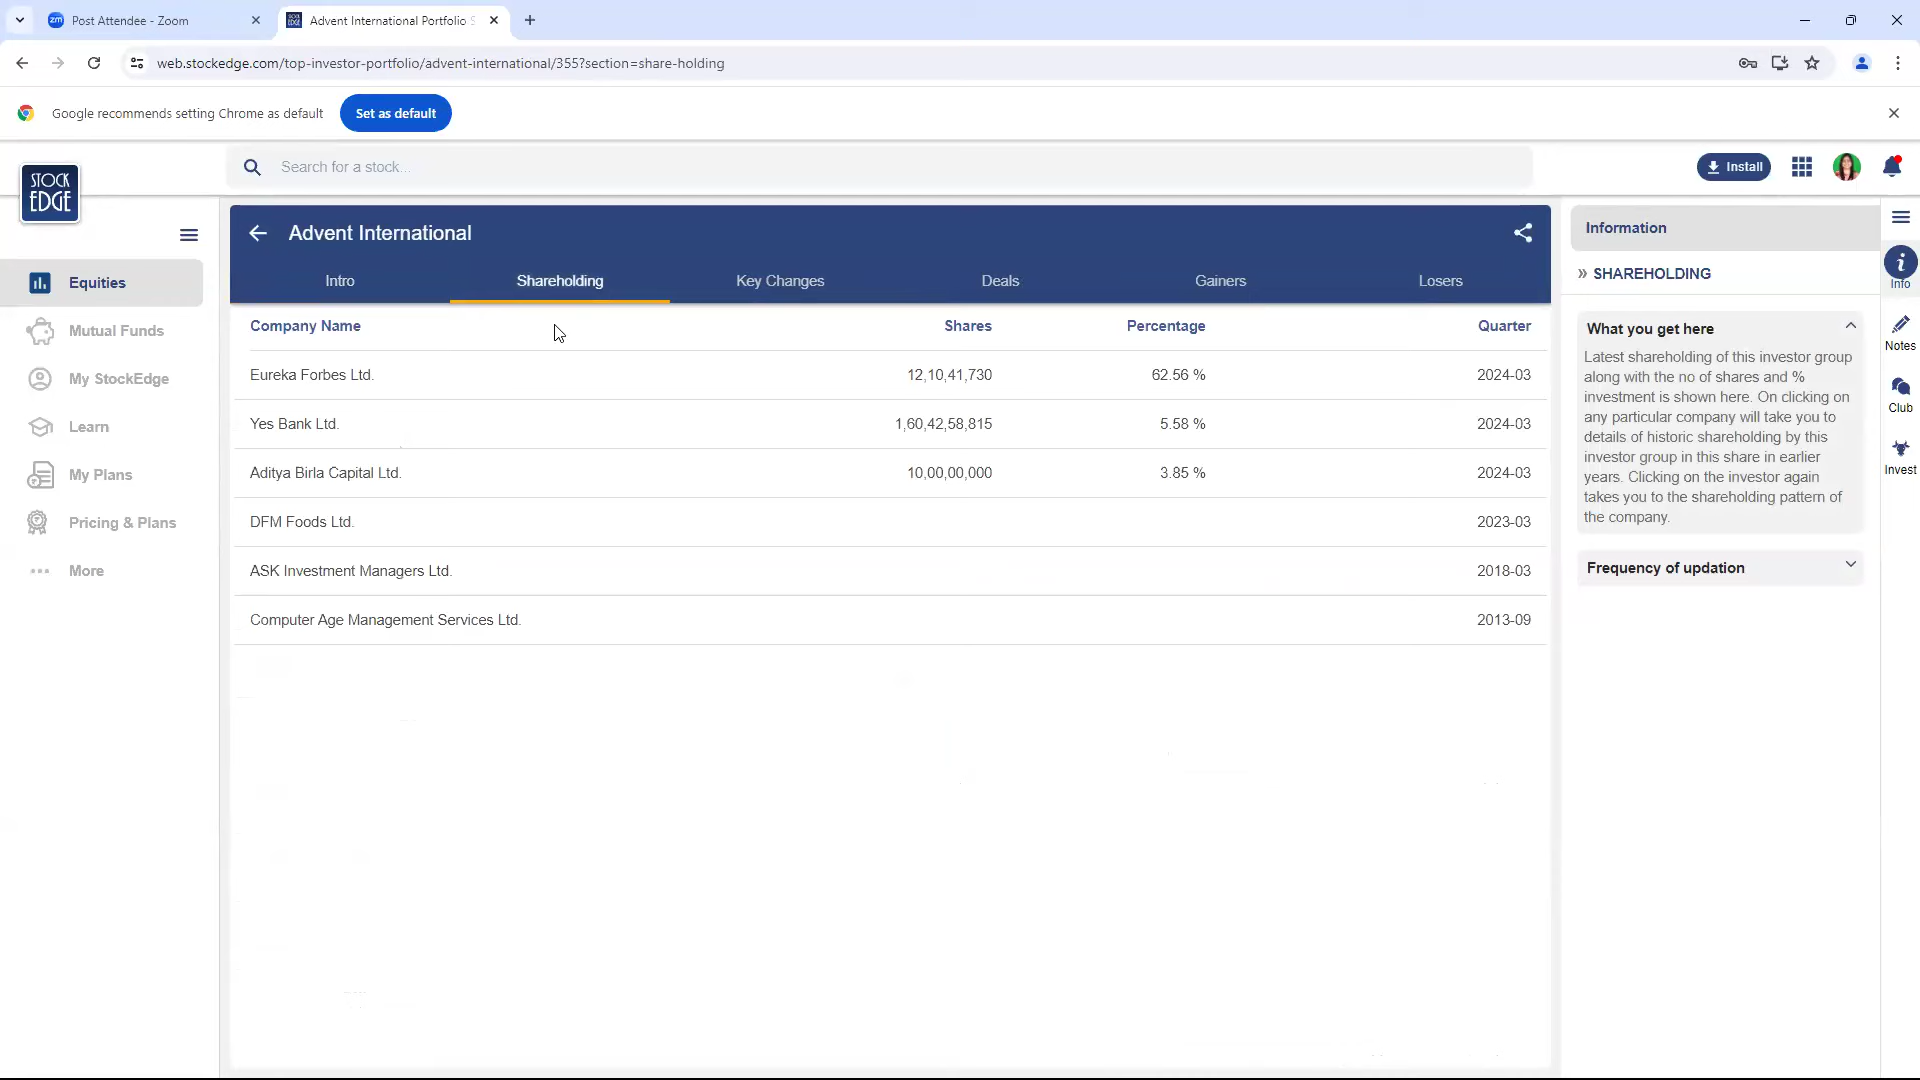 Post Attendee - Zoom
Advent International Portfolio S
web.stockedge.com/top-investor-portfolio/advent-international/355?section=share-holding
Google recommends setting Chrome as default
Set as default
STOCK
EDGE
Search for a stock...
Install
Equities
Mutual Funds
My StockEdge
Learn
My Plans
Pricing & Plans
More
Advent International
Intro Shareholding Key Changes Deals Gainers Losers
Company Name Shares Percentage Quarter
Eureka Forbes Ltd. 12,10,41,730 62.56 % 2024-03
Yes Bank Ltd. 1,60,42,58,815 5.58 % 2024-03
Aditya Birla Capital Ltd. 10,00,00,000 3.85 % 2024-03
DFM Foods Ltd. 2023-03
ASK Investment Managers Ltd. 2018-03
Computer Age Management Services Ltd. 2013-09
Information
» SHAREHOLDING
What you get here
Latest shareholding of this investor group
along with the no of shares and %
investment is shown here. On clicking on
any particular company will take you to
details of historic shareholding by this
investor group in this share in earlier
years. Clicking on the investor again
takes you to the shareholding pattern of
the company.
Frequency of updation
Info
Notes
Club
Invest